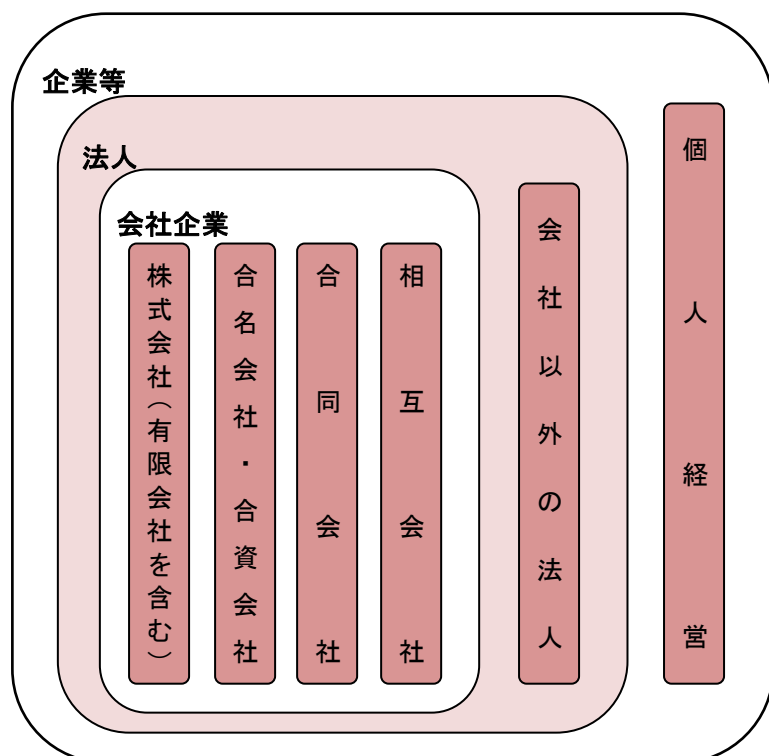 企業等
法人
会社企業
株式会社（有限会社を含む）
合名会社・合資会社
合同会社
相互会社
会社以外の法人
個人経営